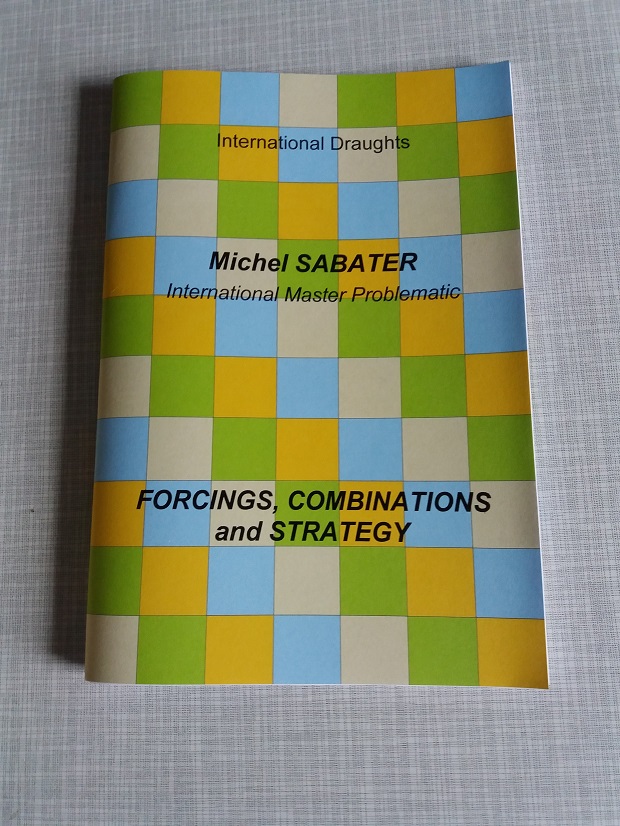 International Draughts
Michel SABATER
International Master Problematic
FORCINGS, COMBINATIONS
and STRATEGY